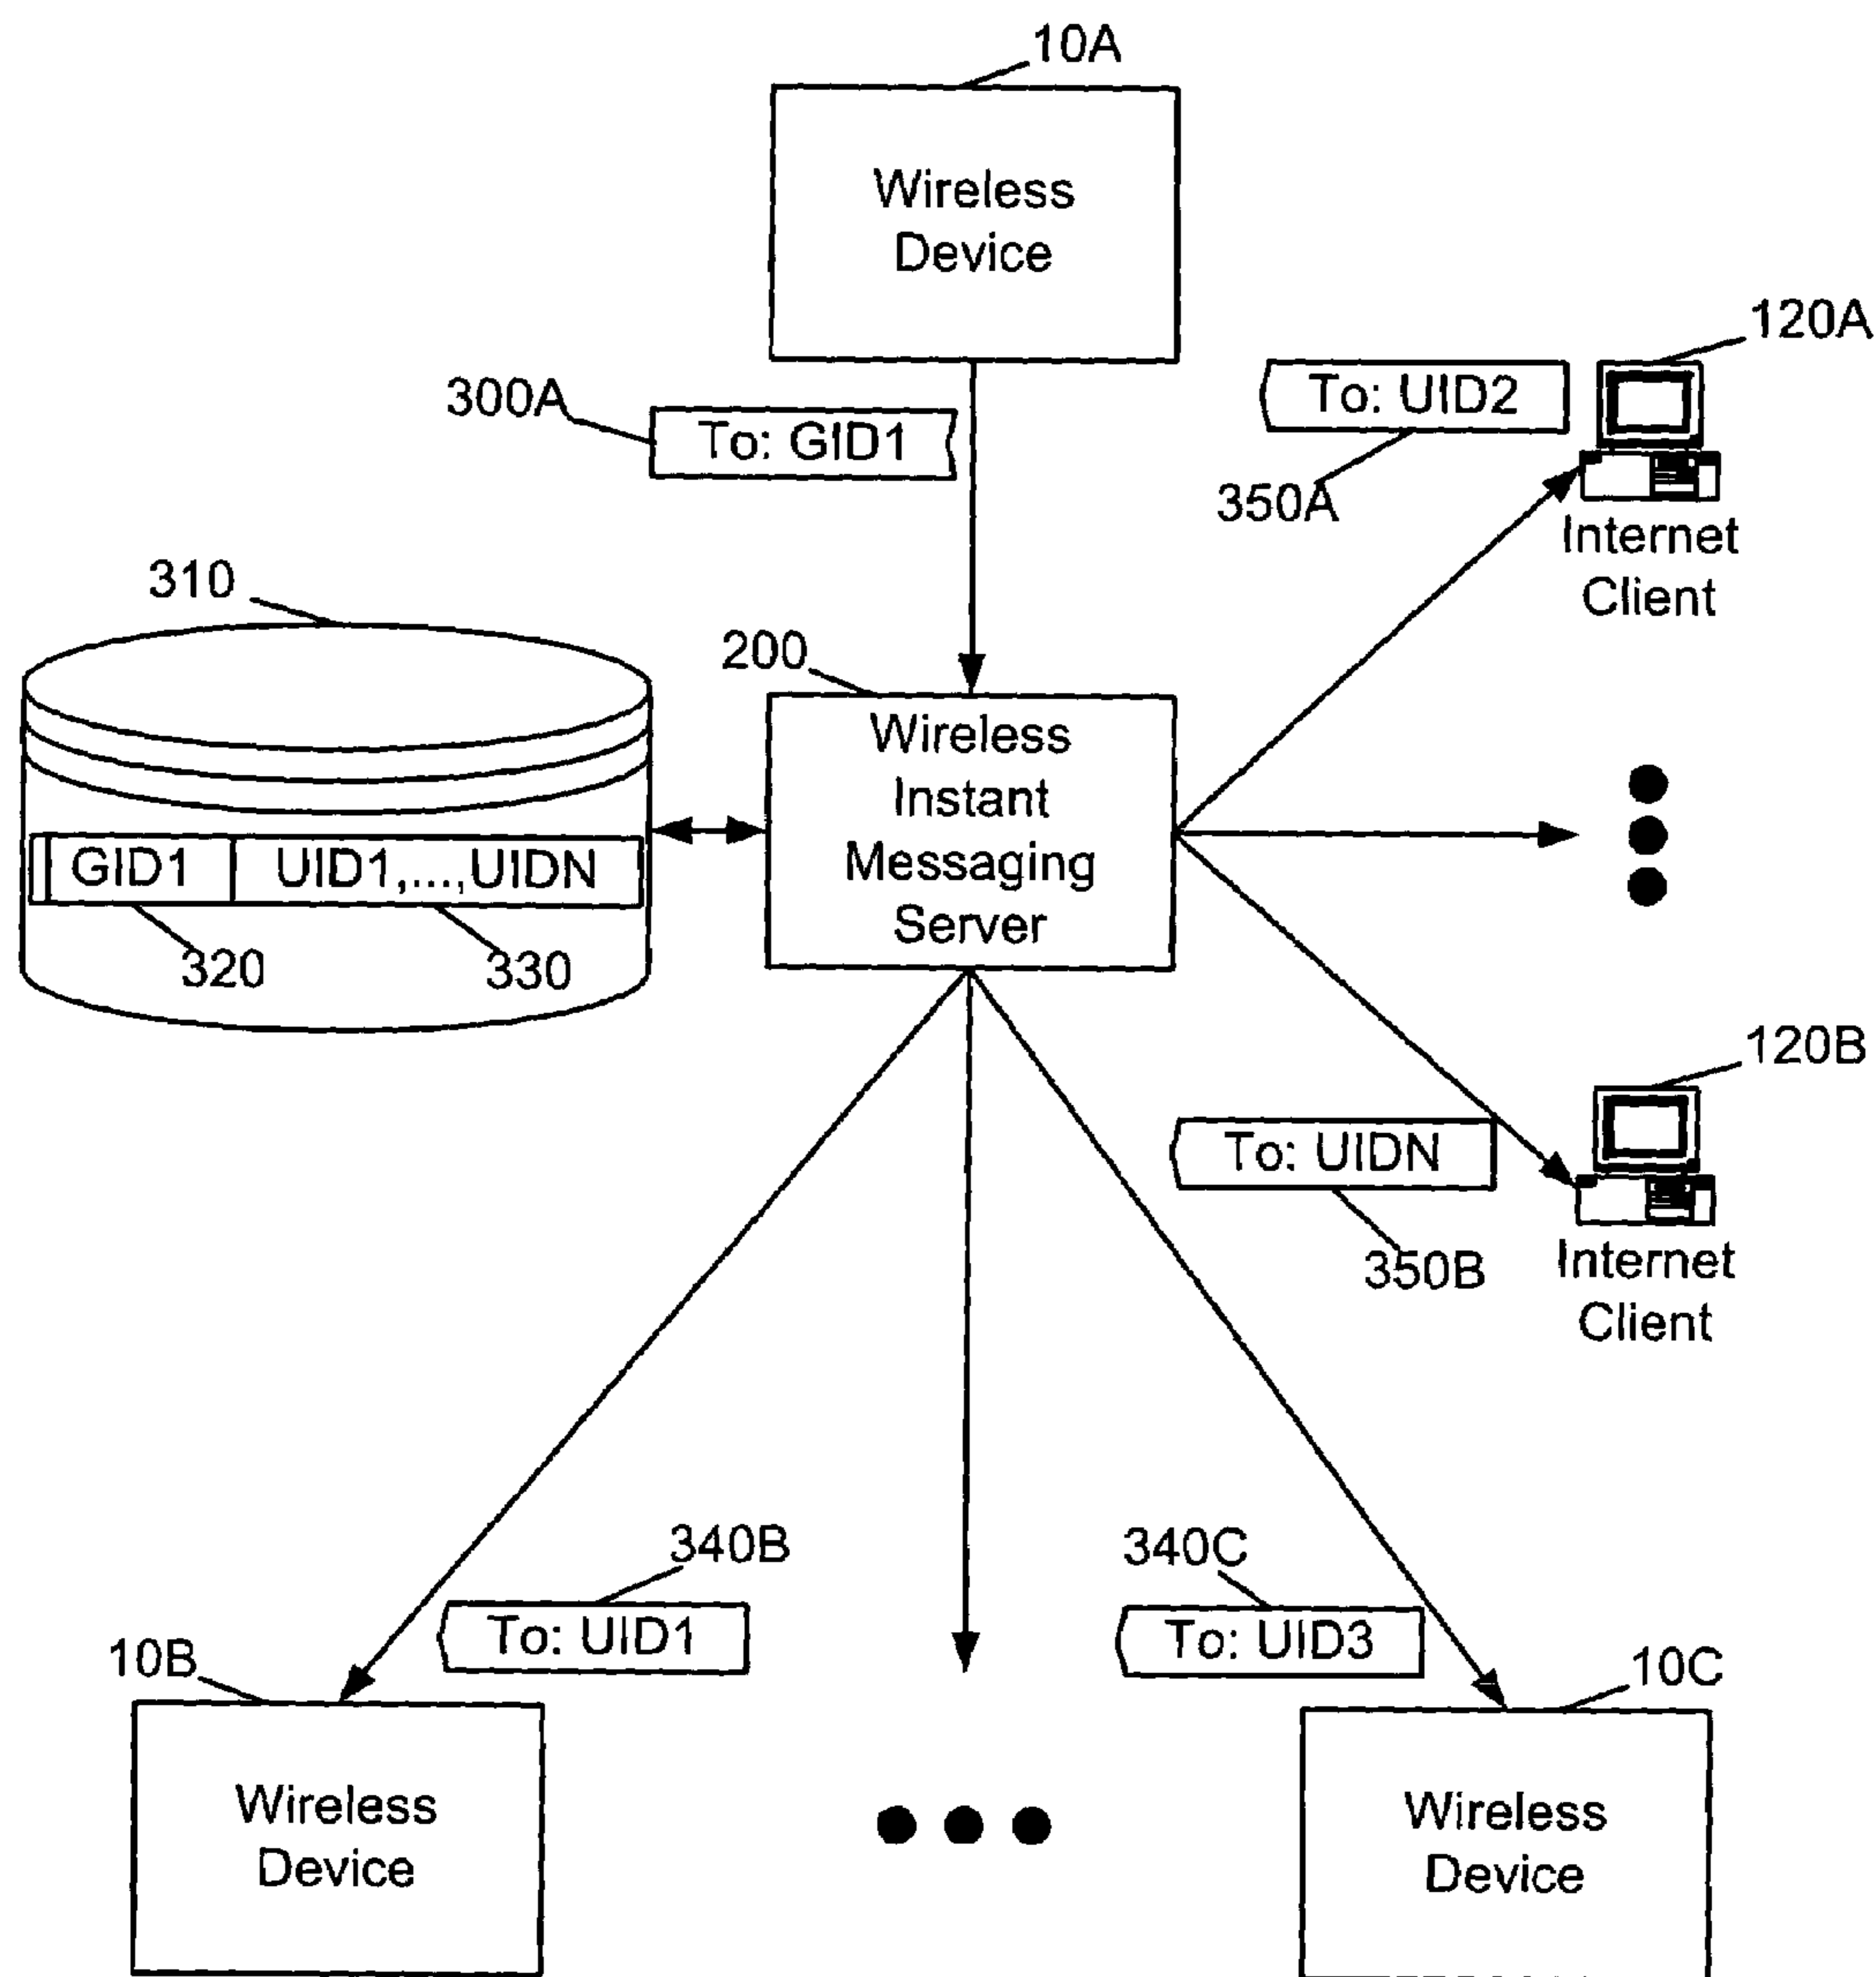 10A
Wireless
Device
120A
300A
To: GID1
To: UID2
350A
Internet
Client
310
200
Wireless
Instant
Messaging
Server
GID1
UID1,...,UIDN
320
330
120B
To: UIDN
350B
Internet
Client
340B
340C
To: UID1
To: UID3
10B
10C
Wireless
Device
Wireless
Device